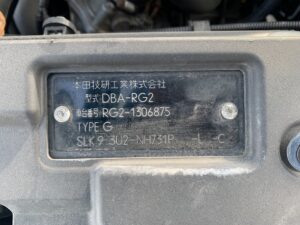 本田技研工業株式会社
型式 DBA-RG2
車台番号 RG2-1306875
TYPE G
SLK9 3U2-NH731P -L -C